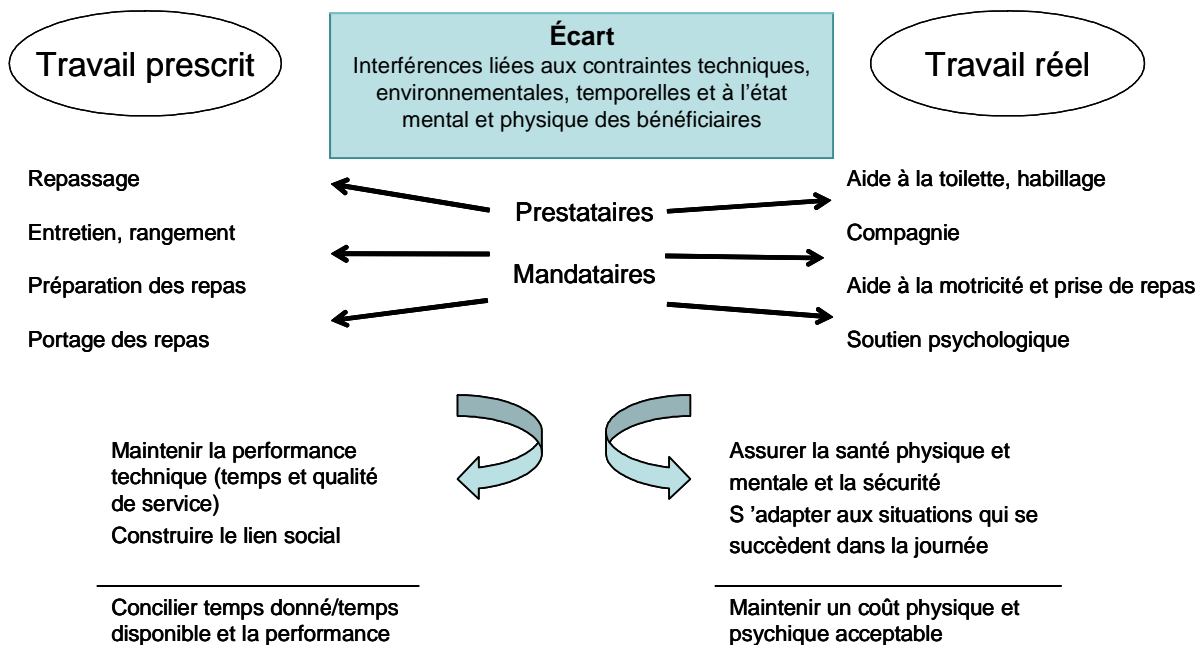 Travail prescrit
Écart
Interférences liées aux contraintes techniques,
environnementales, temporelles et à l’état
mental et physique des bénéficiaires
Travail réel
Repassage
Entretien, rangement
Préparation des repas
Portage des repas
Prestataires
Mandataires
Aide à la toilette, habillage
Compagnie
Aide à la motricité et prise de repas
Soutien psychologique
Maintenir la performance
technique (temps et qualité
de service)
Construire le lien social
Assurer la santé physique et
mentale et la sécurité
S ’adapter aux situations qui se
succèdent dans la journée
Concilier temps donné/temps
disponible et la performance
Maintenir un coût physique et
psychique acceptable